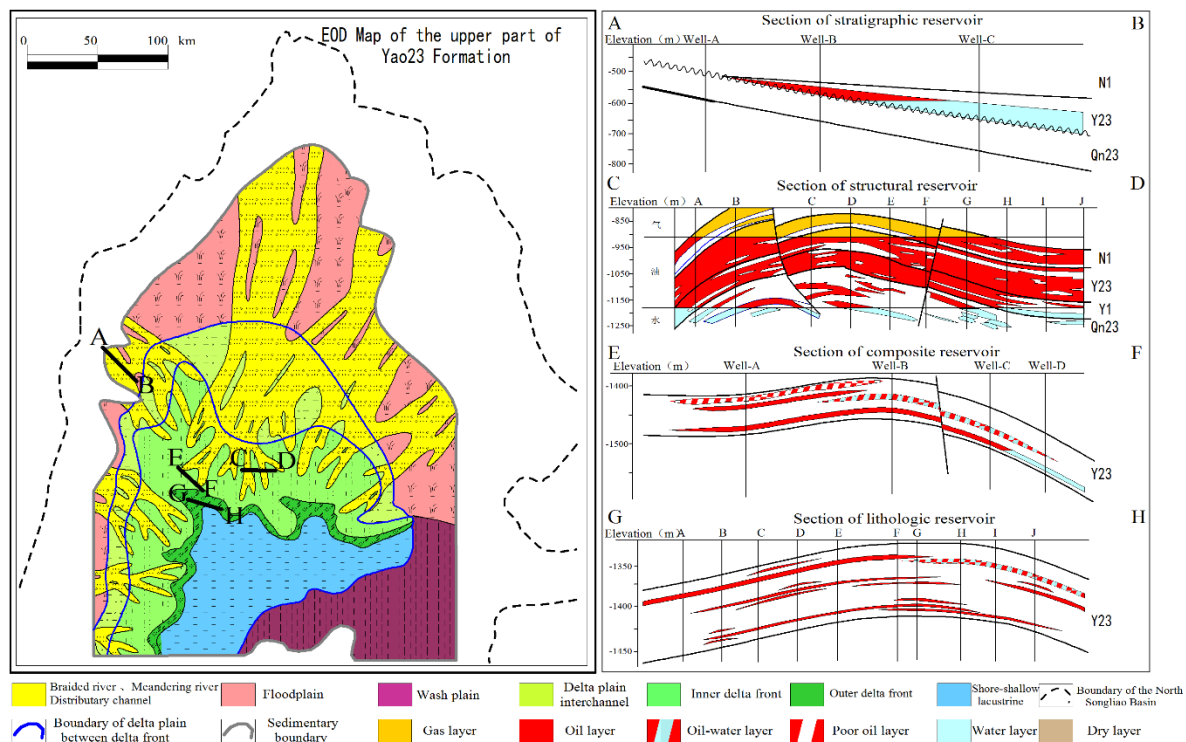 0 50 100 km
EOD Map of the upper part of
Yao23 Formation
A
B
E
C
D
F
G
H
A Section of stratigraphic reservoir B
Elevation（m） Well-A Well-B Well-C
-500
-600
-700
-800
N1
Y23
Qn23
C Section of structural reservoir D
Elevation（m） A B C D E F G H I J
-850
-950
-1050
-1150
-1250
气
油
水
N1
Y23
Y1
Qn23
E Section of composite reservoir F
Elevation（m） Well-A Well-B Well-C Well-D
-1400
-1500
Y23
G Section of lithologic reservoir H
Elevation（m） A B C D E F G H I J
-1350
-1400
-1450
Y23
Braided river 、Meandering river
Distributary channel
Floodplain
Wash plain
Delta plain
interchannel
Inner delta front
Outer delta front
Shore-shallow
lacustrine
Boundary of the North
Songliao Basin
Boundary of delta plain
between delta front
Sedimentary
boundary
Gas layer
Oil layer
Oil-water layer
Poor oil layer
Water layer
Dry layer